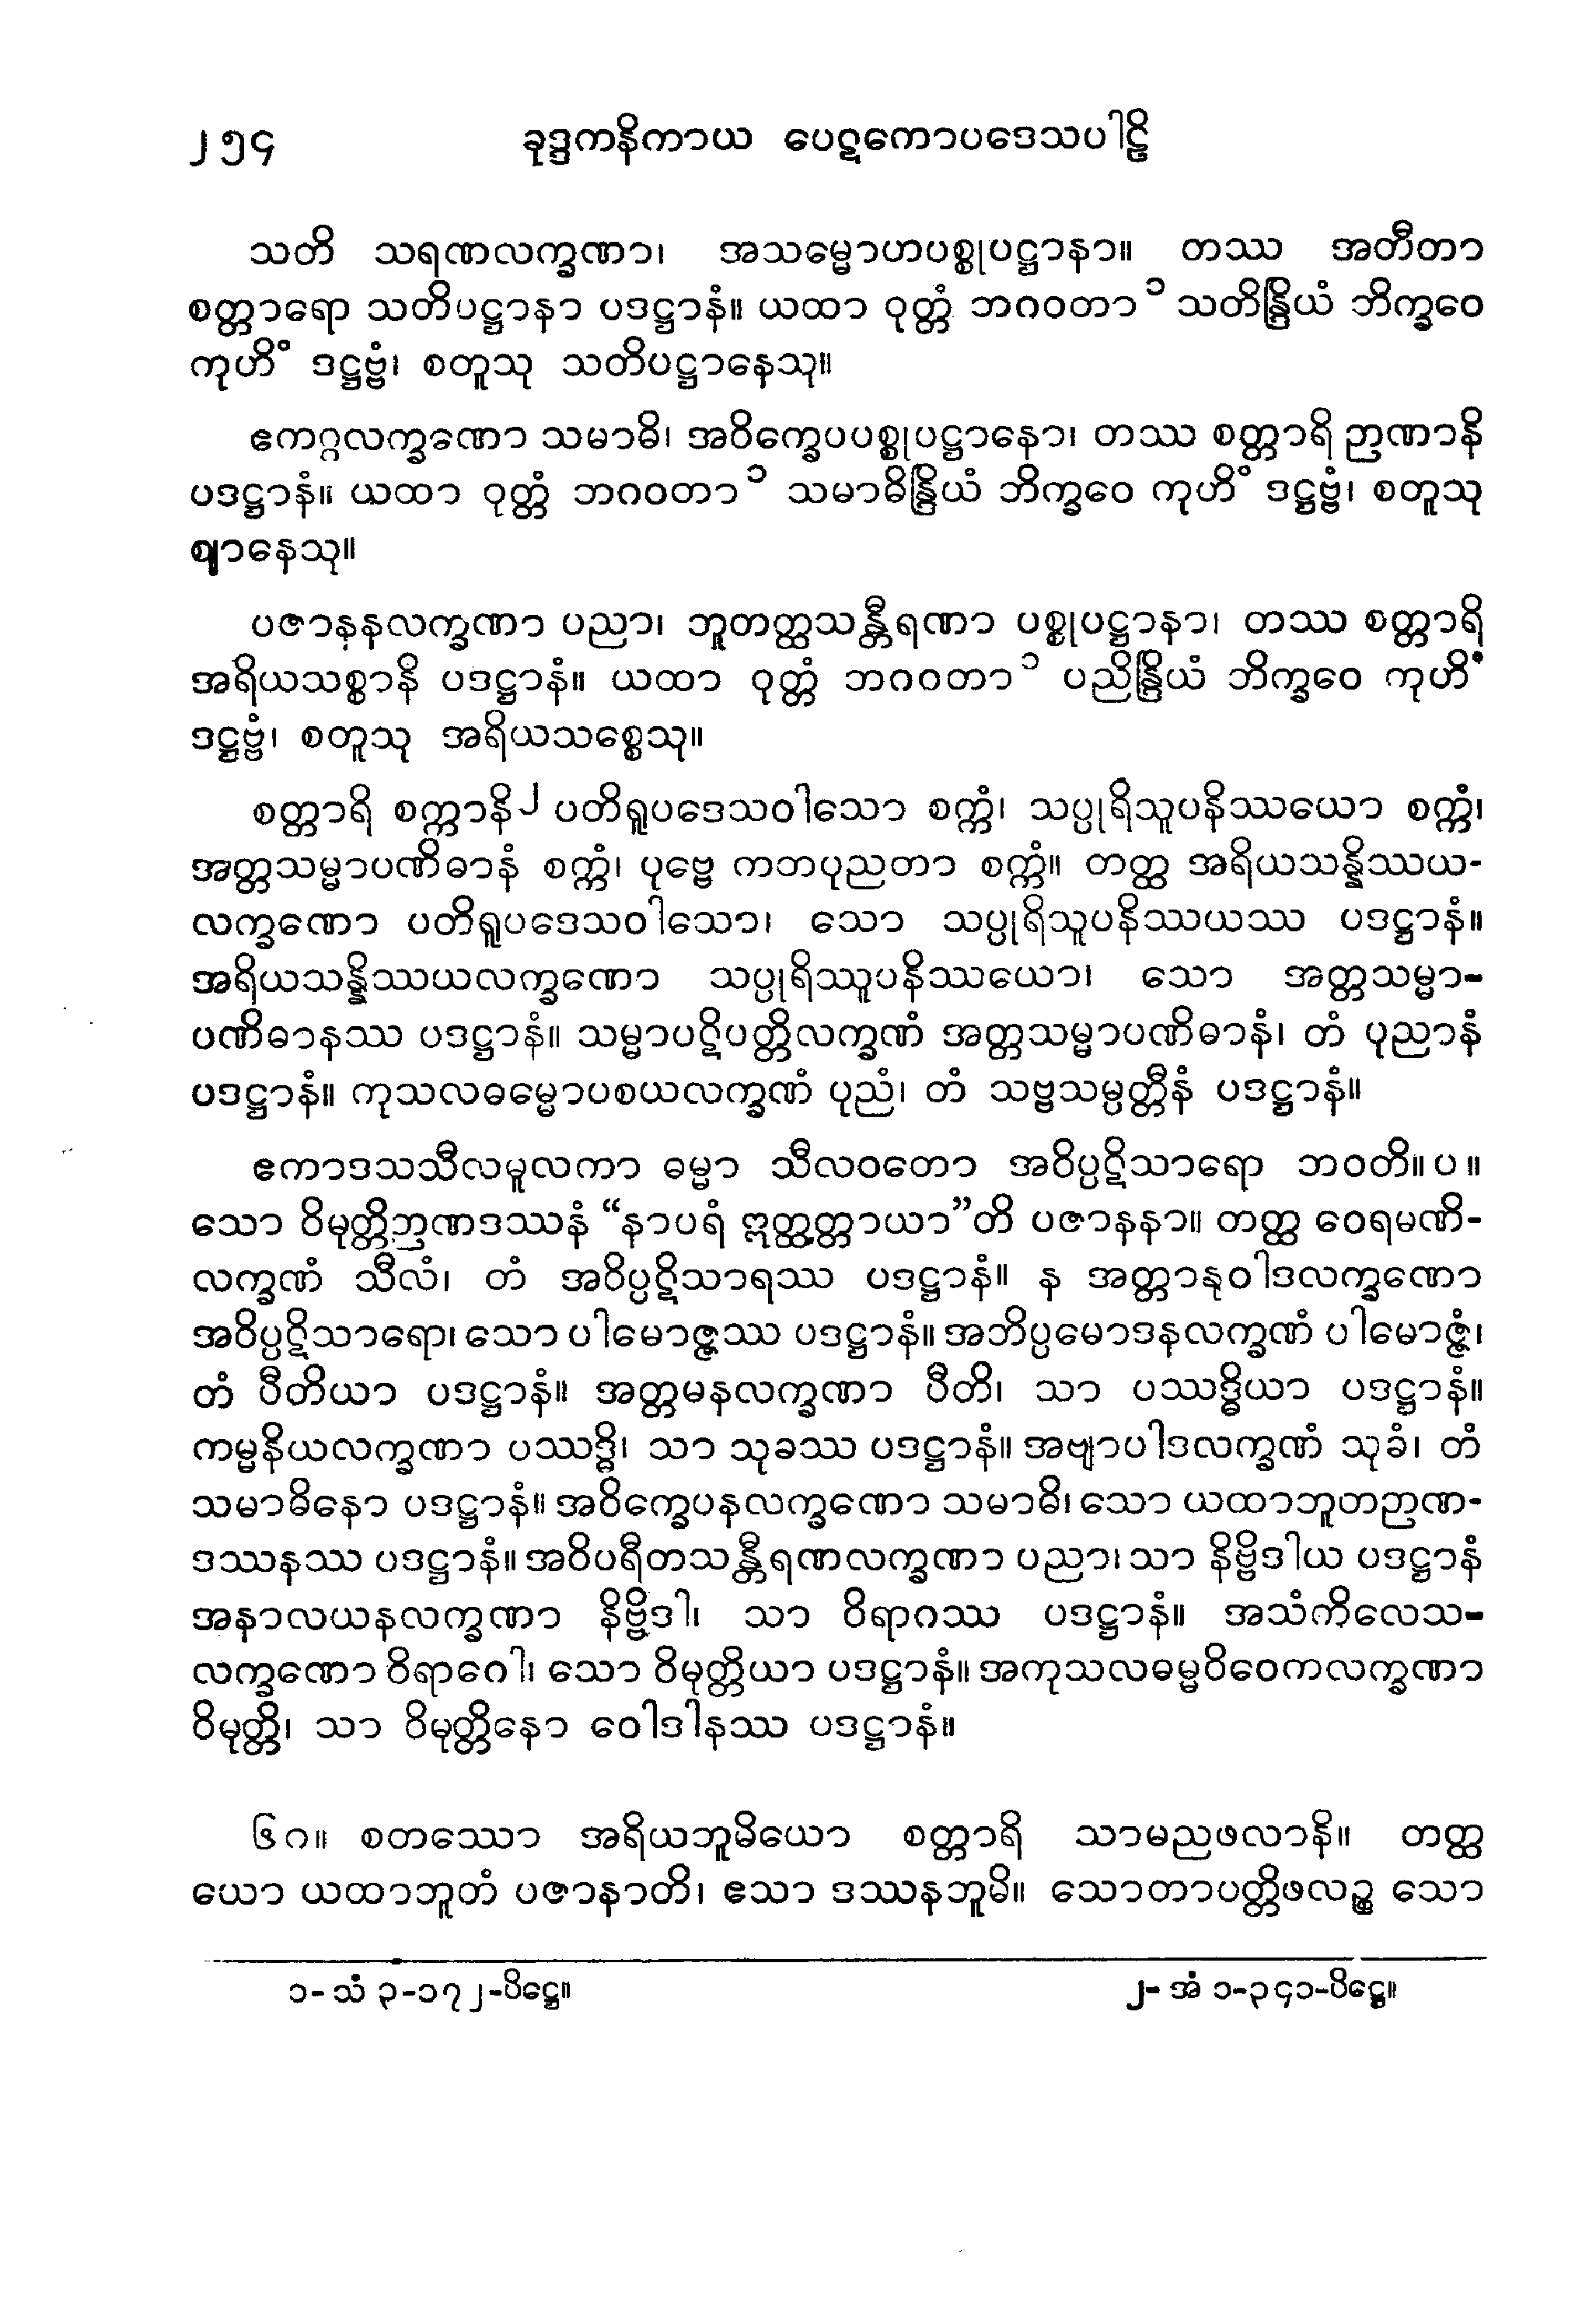 ၂၅၄ ခုဒ္ဒကနိကာယ ပေဋကောပဒေသပါဠိ
သတိ သရဏလက္ခဏာ၊ အသမ္မောဟပစ္စုပဋ္ဌာနာ။ တဿ အတီတာ
စတ္တာရော သတိပဋ္ဌာနာ ပဒဋ္ဌာနံ။ ယထာ ဝုတ္တံ ဘဂဝတာ ၁ သတိန္ဒြိယံ ဘိက္ခဝေ
ကုဟိံ ဒဋ္ဌဗ္ဗံ၊ စတူသု သတိပဋ္ဌာနေသု။
ဧကဂ္ဂလက္ခဏော သမာဓိ၊ အဝိက္ခေပပစ္စုပဋ္ဌာနော၊ တဿ စတ္တာရိ ဉာဏာနိ
ပဒဋ္ဌာနံ။ ယထာ ဝုတ္တံ ဘဂဝတာ ၁ သမာဓိန္ဒြိယံ ဘိက္ခဝေ ကုဟိံ ဒဋ္ဌဗ္ဗံ၊ စတူသု
ဈာနေသု။
ပဇာနနလက္ခဏာ ပညာ၊ ဘူတတ္ထသန္တီရဏာ ပစ္စုပဋ္ဌာနာ၊ တဿ စတ္တာရိ
အရိယသစ္စာနိ ပဒဋ္ဌာနံ။ ယထာ ဝုတ္တံ ဘဂဝတာ ၁ ပညိန္ဒြိယံ ဘိက္ခဝေ ကုဟိံ
ဒဋ္ဌဗ္ဗံ၊ စတူသု အရိယသစ္စေသု။
စတ္တာရိ စက္ကာနိ ၂ ပတိရူပဒေသဝါသော စက္ကံ၊ သပ္ပုရိသူပနိဿယော စက္ကံ၊
အတ္တသမ္မာပဏိဓာနံ စက္ကံ၊ ပုဗ္ဗေ ကတပုညတာ စက္ကံ။ တတ္ထ အရိယသန္နိဿယ-
လက္ခဏော ပတိရူပဒေသဝါသော၊ သော သပ္ပုရိသူပနိဿယဿ ပဒဋ္ဌာနံ။
အရိယသန္နိဿယလက္ခဏော သပ္ပုရိဿူပနိဿယော၊ သော အတ္တသမ္မာ-
ပဏိဓာနဿ ပဒဋ္ဌာနံ။ သမ္မာပဋိပတ္တိလက္ခဏံ အတ္တသမ္မာပဏိဓာနံ၊ တံ ပုညာနံ
ပဒဋ္ဌာနံ။ ကုသလဓမ္မောပစယလက္ခဏံ ပုညံ၊ တံ သဗ္ဗသမ္ပတ္တီနံ ပဒဋ္ဌာနံ။
ဧကာဒသသီလမူလကာ ဓမ္မာ သီလဝတော အဝိပ္ပဋိသာရော ဘဝတိ။ ပ ။
သော ဝိမုတ္တိဉာဏဒဿနံ “နာပရံ ဣတ္ထတ္တာယာ”တိ ပဇာနနာ။ တတ္ထ ဝေရမဏိ-
လက္ခဏံ သီလံ၊ တံ အဝိပ္ပဋိသာရဿ ပဒဋ္ဌာနံ။ န အတ္တာနုဝါဒလက္ခဏော
အဝိပ္ပဋိသာရော၊ သော ပါမောဇ္ဇဿ ပဒဋ္ဌာနံ။ အဘိပ္ပမောဒနလက္ခဏံ ပါမောဇ္ဇံ၊
တံ ပီတိယာ ပဒဋ္ဌာနံ။ အတ္တမနလက္ခဏာ ပီတိ၊ သာ ပဿဒ္ဓိယာ ပဒဋ္ဌာနံ။
ကမ္မနိယလက္ခဏာ ပဿဒ္ဓိ၊ သာ သုခဿ ပဒဋ္ဌာနံ။ အဗျာပါဒလက္ခဏံ သုခံ၊ တံ
သမာဓိနော ပဒဋ္ဌာနံ။ အဝိက္ခေပနလက္ခဏော သမာဓိ၊ သော ယထာဘူတဉာဏ-
ဒဿနဿ ပဒဋ္ဌာနံ။ အဝိပရီတသန္တီရဏလက္ခဏာ ပညာ၊ သာ နိဗ္ဗိဒါယ ပဒဋ္ဌာနံ
အနာလယနလက္ခဏာ နိဗ္ဗိဒါ၊ သာ ဝိရာဂဿ ပဒဋ္ဌာနံ။ အသံကိလေသ-
လက္ခဏော ဝိရာဂေါ၊ သော ဝိမုတ္တိယာ ပဒဋ္ဌာနံ။ အကုသလဓမ္မဝိဝေကလက္ခဏာ
ဝိမုတ္တိ၊ သာ ဝိမုတ္တိနော ဝေါဒါနဿ ပဒဋ္ဌာနံ။
၆ဂ။ စတဿော အရိယဘူမိယော စတ္တာရိ သာမညဖလာနိ။ တတ္ထ
ယော ယထာဘူတံ ပဇာနာတိ၊ ဧသာ ဒဿနဘူမိ။ သောတာပတ္တိဖလဉ္စ သော
၁- သံ ၃-၁၇၂-ပိဋ္ဌေ။ ၂- အံ ၁-၃၄၁-ပိဋ္ဌေ။